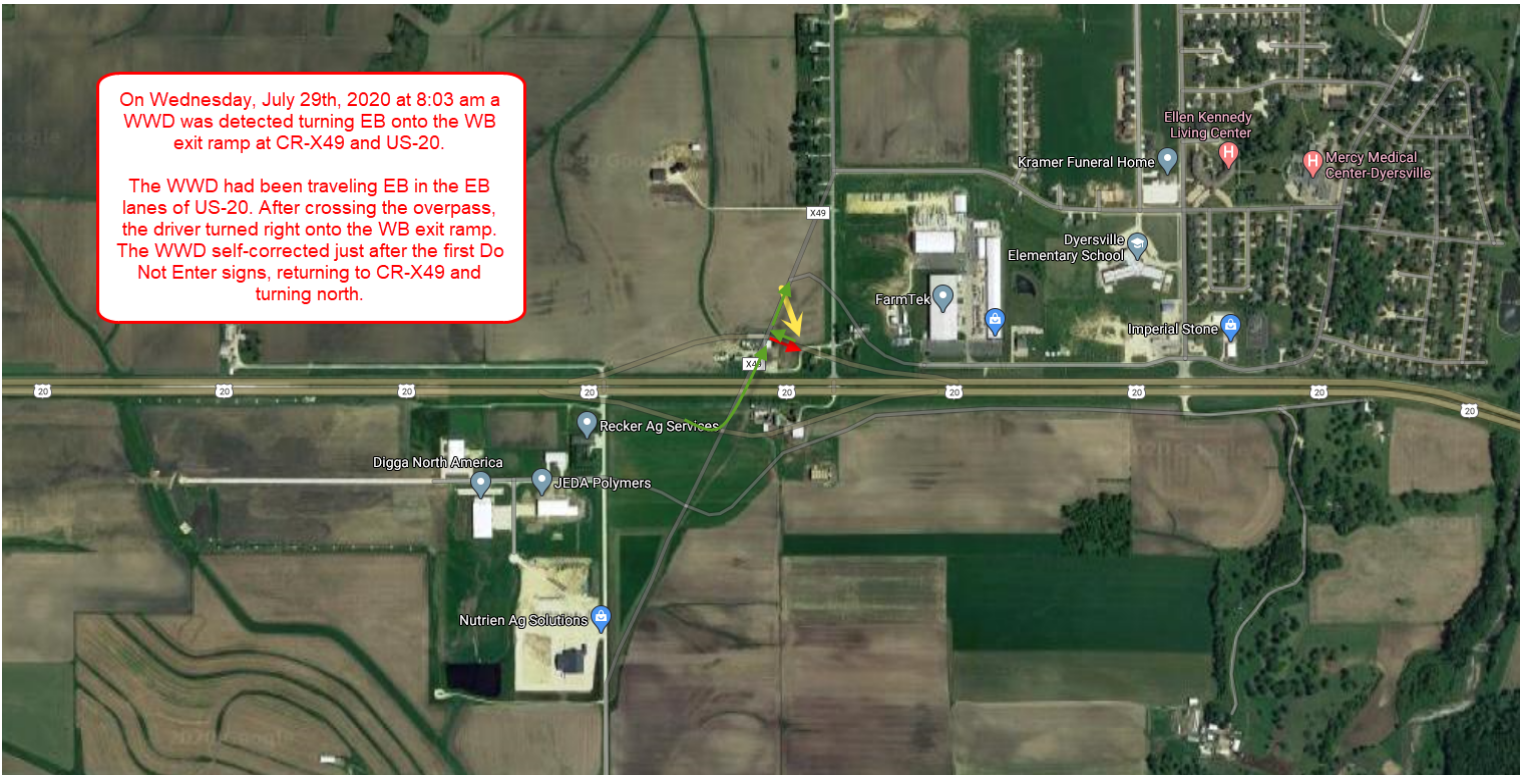 On Wednesday, July 29th, 2020 at 8:03 am a
WWD was detected turning EB onto the WB
exit ramp at CR-X49 and US-20.
The WWD had been traveling EB in the EB
lanes of US-20. After crossing the overpass,
the driver turned right onto the WB exit ramp.
The WWD self-corrected just after the first Do
Not Enter signs, returning to CR-X49 and
turning north.
Ellen Kennedy
Living Center
Kramer Funeral Home
Mercy Medical
Center-Dyersville
X49
Dyersville
Elementary School
FarmTek
Imperial Stone
X49
20
20
20
20
20
20
20
20
20
Recker Ag Services
Digga North America
JEDA Polymers
Nutrien Ag Solutions